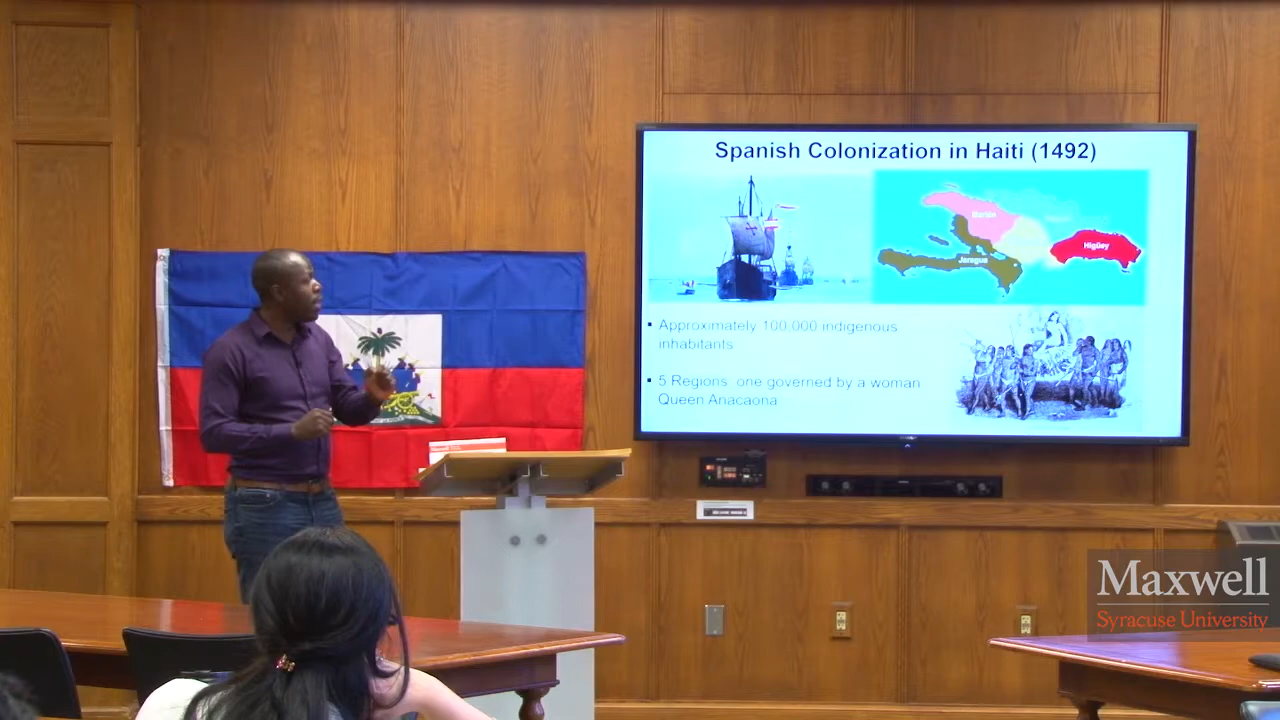 Spanish Colonization in Haiti (1492)
Marién
Higüey
Jaragua
▪ Approximately 100.000 indigenous
inhabitants
▪ 5 Regions: one governed by a woman
Queen Anacaona
Maxwell
Syracuse University